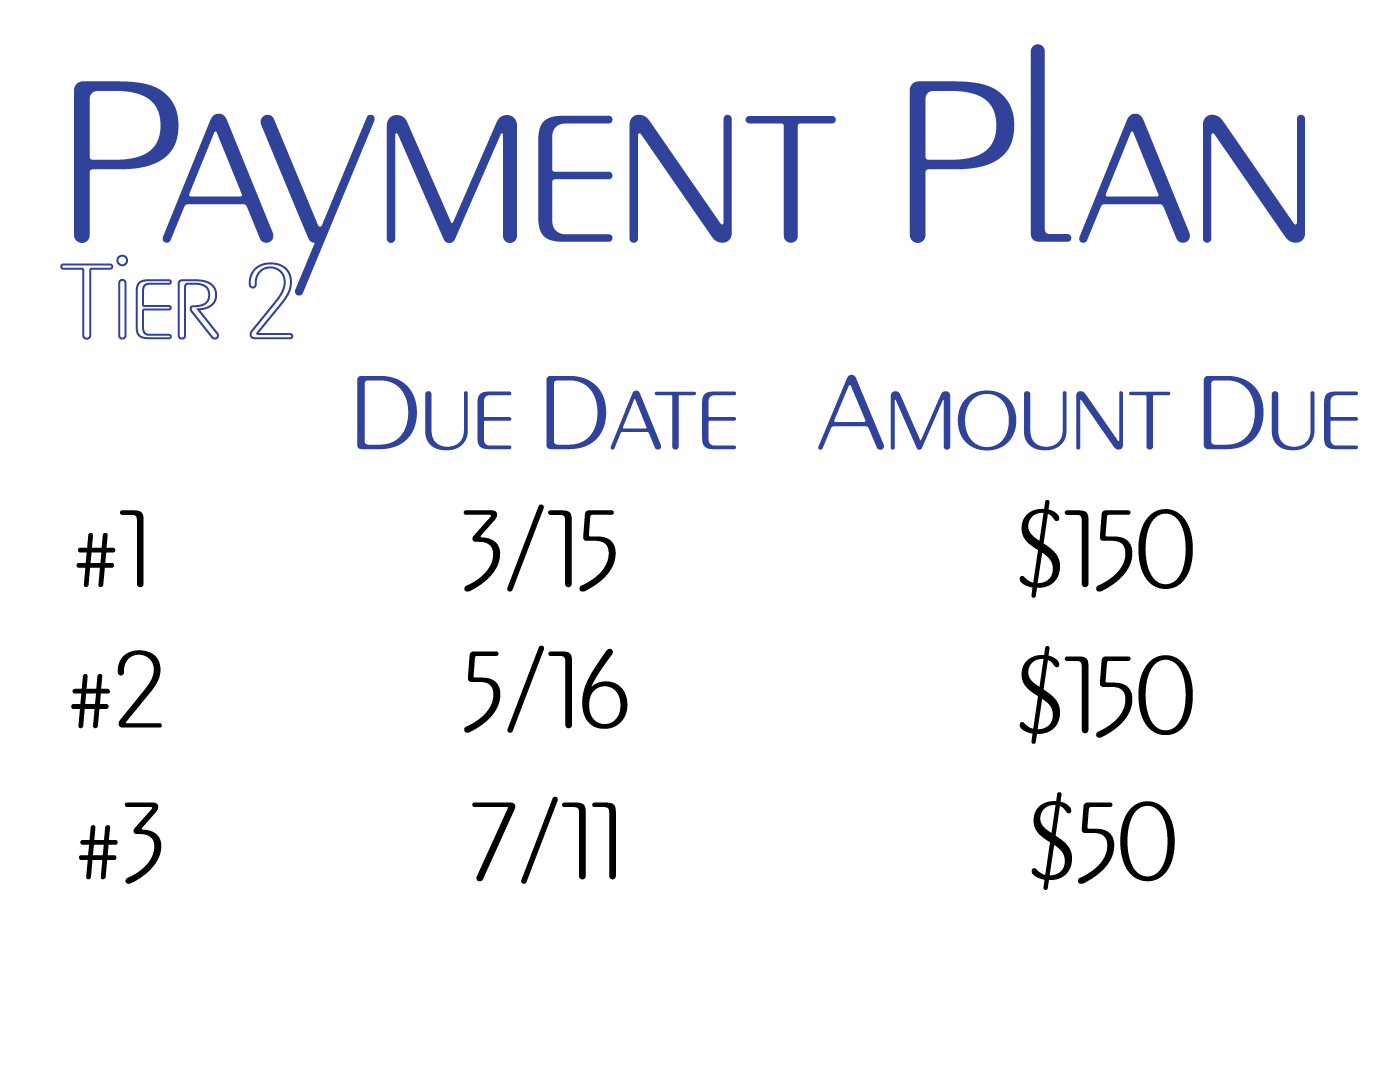 Payment Plan
Tier 2
Due Date Amount Due
#1 3/15 $150
#2 5/16 $150
#3 7/11 $50